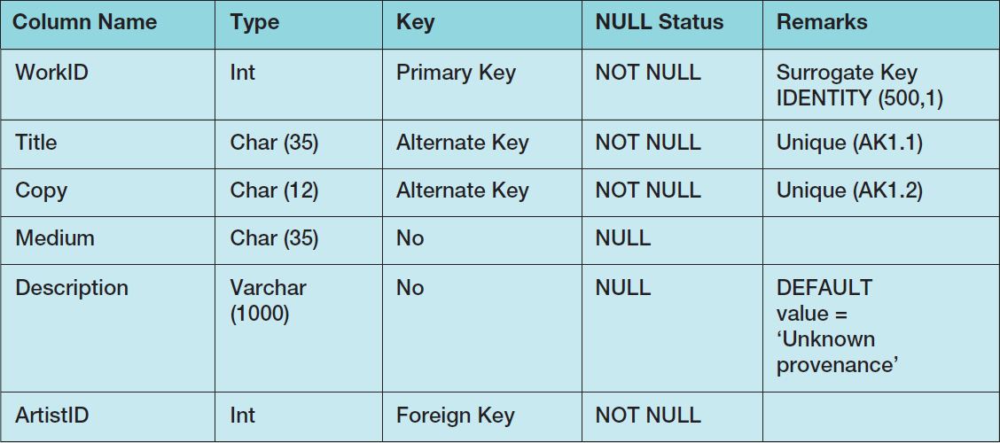 Column Name Type Key NULL Status Remarks
WorkID Int Primary Key NOT NULL Surrogate Key
IDENTITY (500,1)
Title Char (35) Alternate Key NOT NULL Unique (AK1.1)
Copy Char (12) Alternate Key NOT NULL Unique (AK1.2)
Medium Char (35) No NULL
Description Varchar No NULL DEFAULT
(1000) value =
‘Unknown
provenance’
ArtistID Int Foreign Key NOT NULL